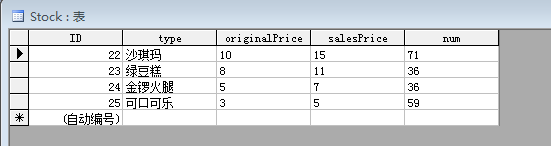 Stock : 表
ID type originalPrice salesPrice num
22 沙琪玛 10 15 71
23 绿豆糕 8 11 36
24 金锣火腿 5 7 36
25 可口可乐 3 5 59
(自动编号)